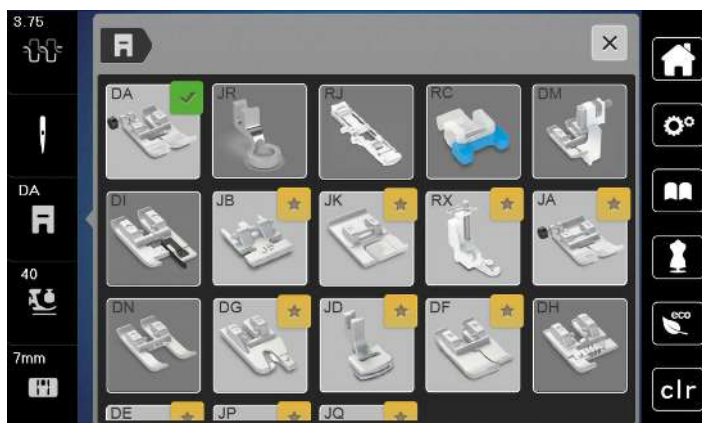 3.75
DA JR RJ RC DM
DA
DI JB JK RX JA
40
DN DG JD DF DH
eco
7mm
clr
DE JP JQ